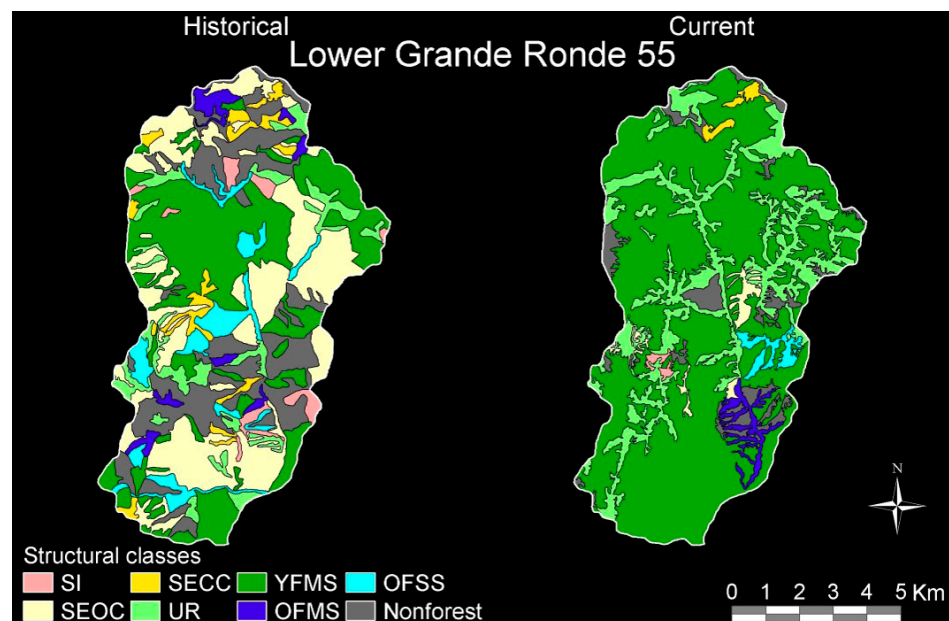 Historical Current
Lower Grande Ronde 55
N
Structural classes
SI SECC YFMS OFSS
SEOC UR OFMS Nonforest
0 1 2 3 4 5 Km